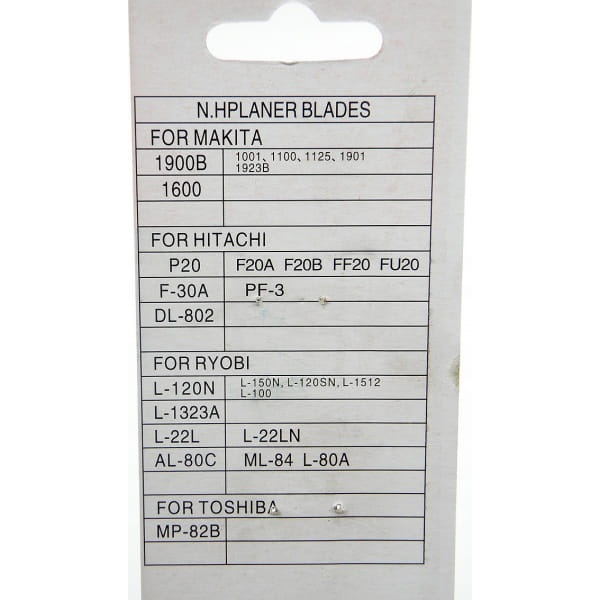 N.HPLANER BLADES
FOR MAKITA
1900B 1001、1100、1125、1901
1923B
1600
FOR HITACHI
P20 F20A F20B FF20 FU20
F-30A PF-3
DL-802
FOR RYOBI
L-120N L-150N, L-120SN, L-1512
L-100
L-1323A
L-22L L-22LN
AL-80C ML-84 L-80A
FOR TOSHIBA
MP-82B